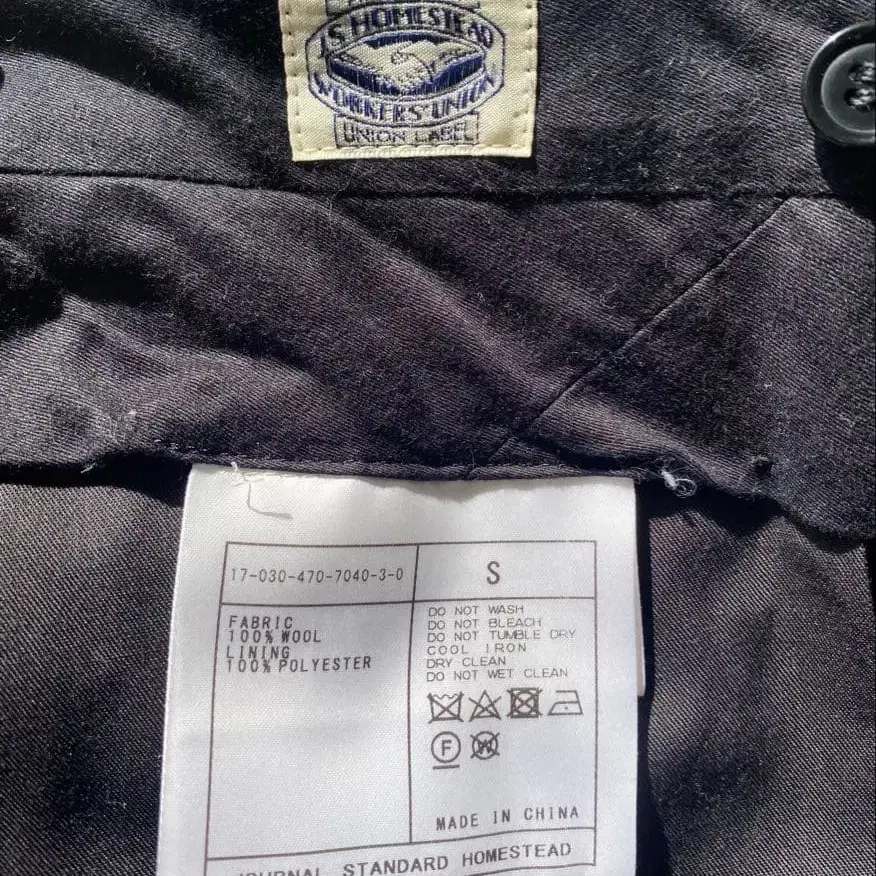 J.S. HOMESTEAD
WORKERS' UNION
UNION LABEL
17-030-470-7040-3-0
S
FABRIC
100% WOOL
LINING
100% POLYESTER
DO NOT WASH
DO NOT BLEACH
DO NOT TUMBLE DRY
COOL IRON
DRY CLEAN
DO NOT WET CLEAN
F
W
MADE IN CHINA
JOURNAL STANDARD HOMESTEAD